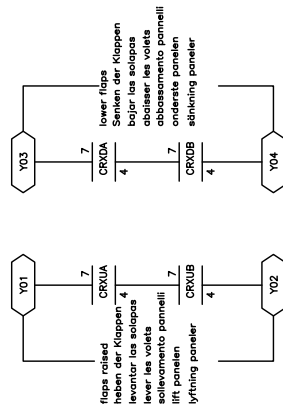 Y01
7
CRXUA
4
flaps raised
heben der Klappen
levantar las solapas
lever les volets
sollevamento pannelli
lift panelen
lyftning paneler
7
CRXUB
4
Y02
Y03
7
CRXDA
4
lower flaps
Senken der Klappen
bajar las solapas
abaisser les volets
abbassamento pannelli
onderste panelen
sänkning paneler
7
CRXDB
4
Y04